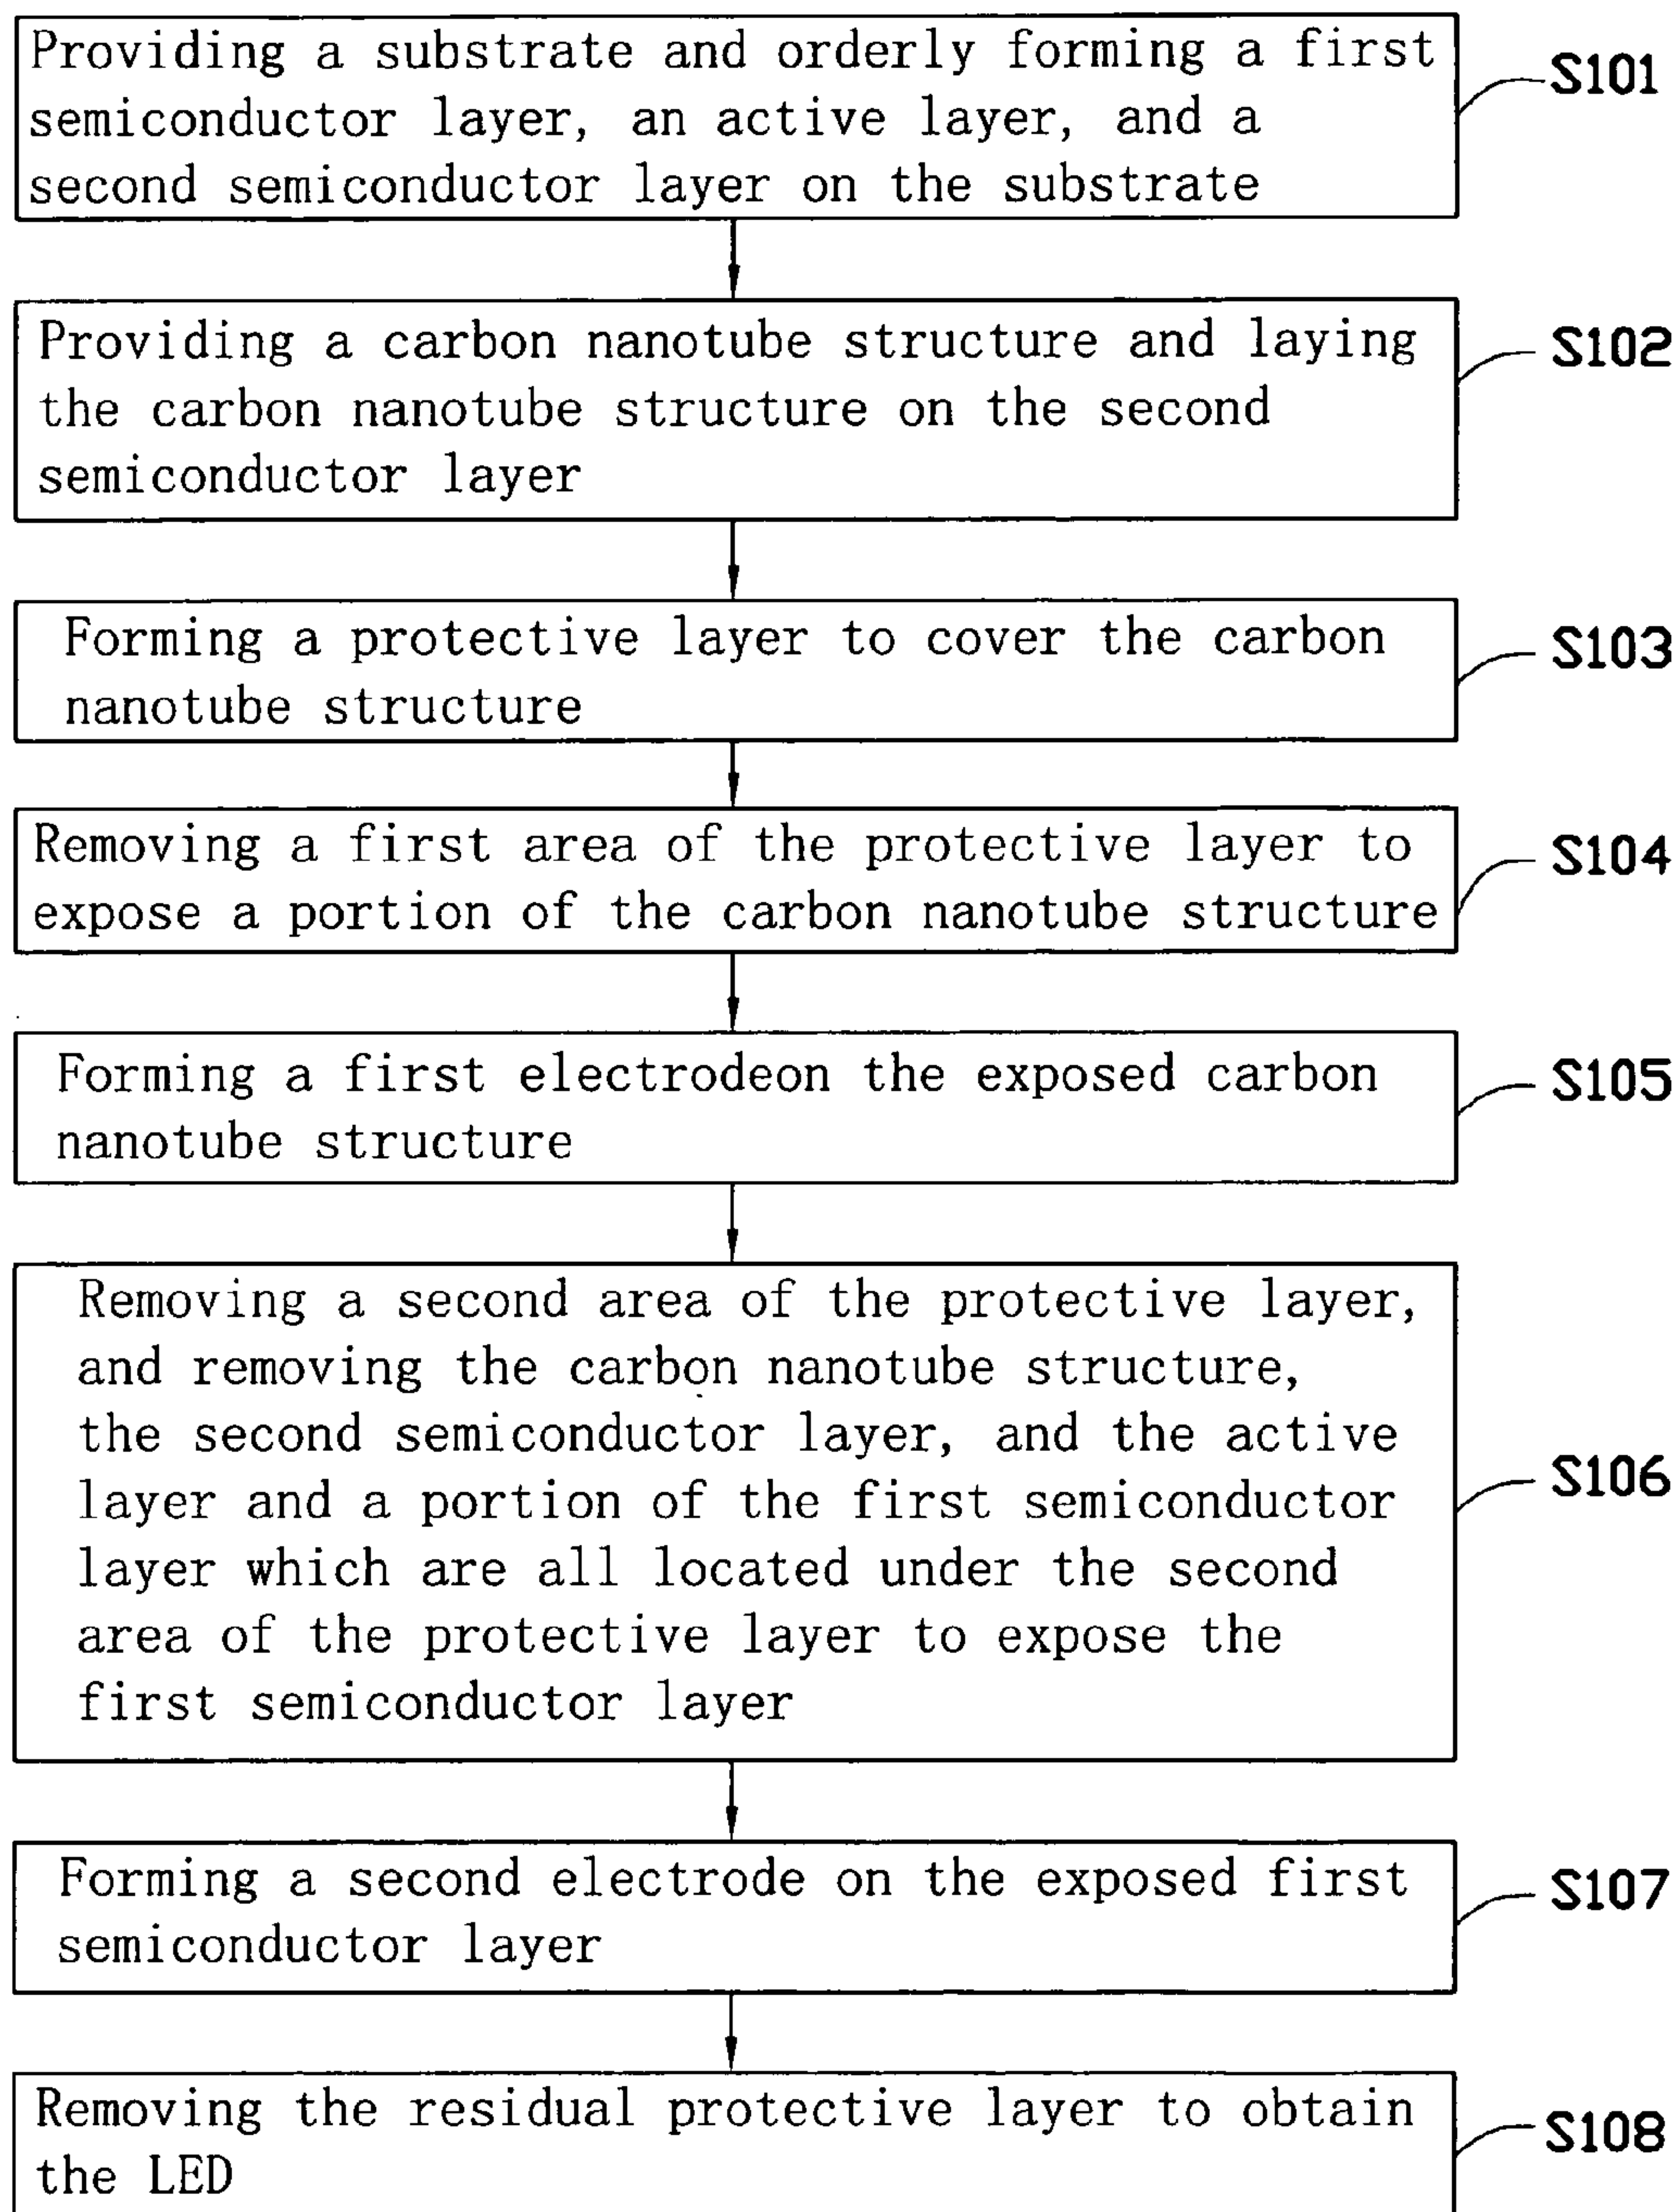 Providing a substrate and orderly forming a first
semiconductor layer, an active layer, and a
second semiconductor layer on the substrate
S101
Providing a carbon nanotube structure and laying
the carbon nanotube structure on the second
semiconductor layer
S102
Forming a protective layer to cover the carbon
nanotube structure
S103
Removing a first area of the protective layer to
expose a portion of the carbon nanotube structure
S104
Forming a first electrodeon the exposed carbon
nanotube structure
S105
Removing a second area of the protective layer,
and removing the carbon nanotube structure,
the second semiconductor layer, and the active
layer and a portion of the first semiconductor
layer which are all located under the second
area of the protective layer to expose the
first semiconductor layer
S106
Forming a second electrode on the exposed first
semiconductor layer
S107
Removing the residual protective layer to obtain
the LED
S108